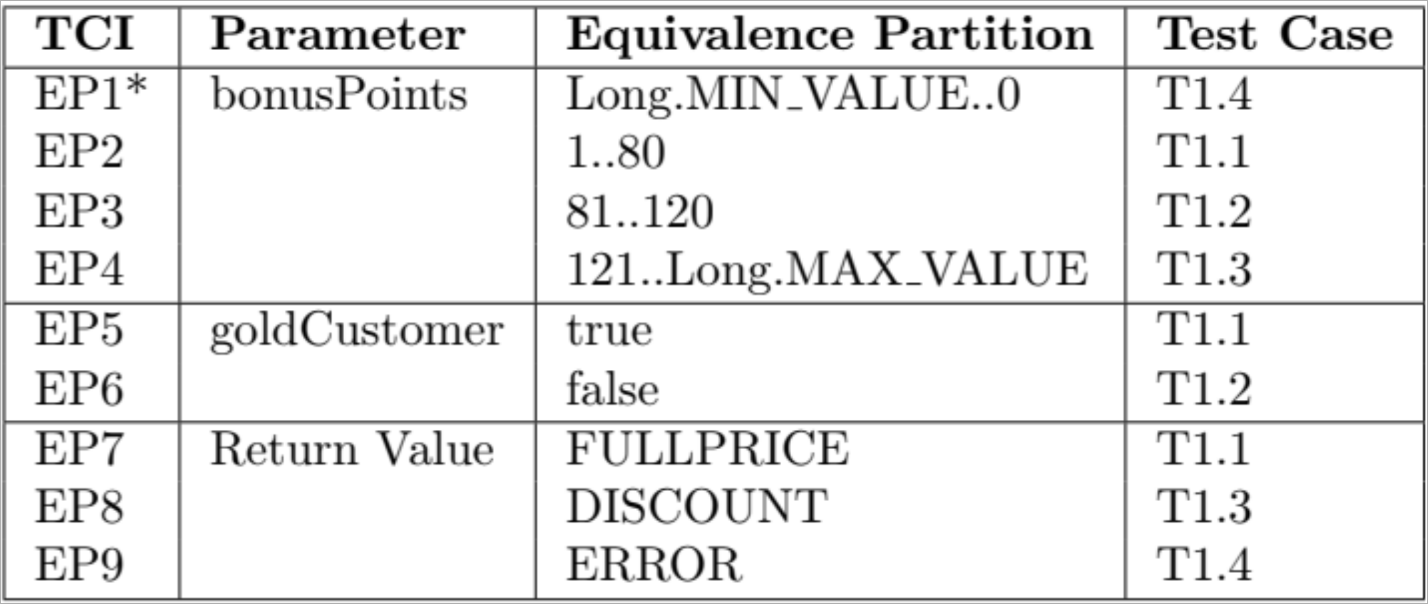 TCI Parameter Equivalence Partition Test Case
EP1* bonusPoints Long.MIN_VALUE..0 T1.4
EP2 1..80 T1.1
EP3 81..120 T1.2
EP4 121..Long.MAX_VALUE T1.3
EP5 goldCustomer true T1.1
EP6 false T1.2
EP7 Return Value FULLPRICE T1.1
EP8 DISCOUNT T1.3
EP9 ERROR T1.4